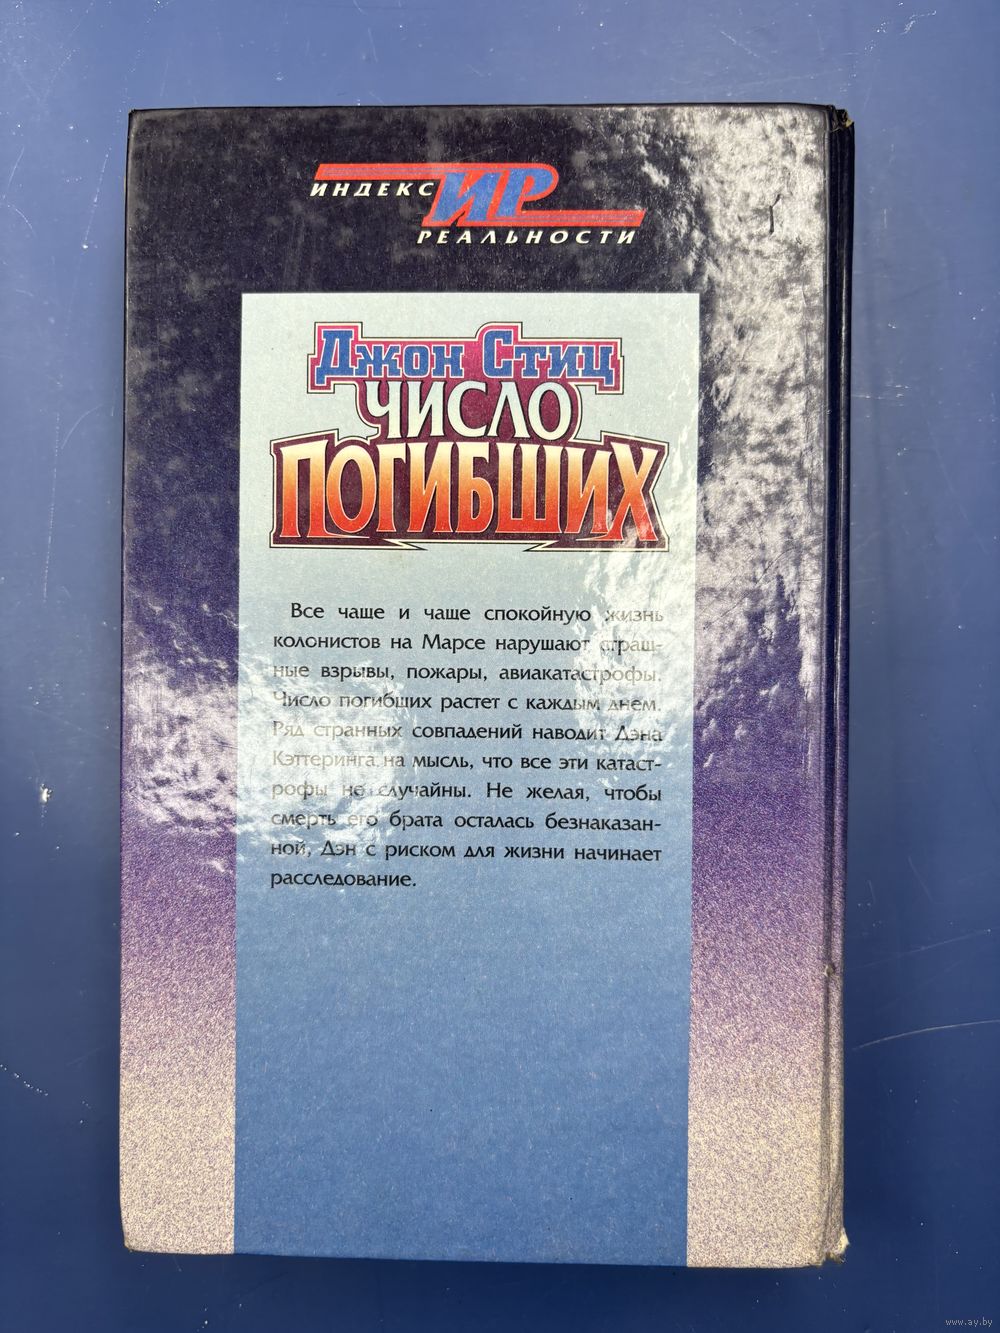 ИНДЕКС
ИР
РЕАЛЬНОСТИ
Джон Стиц
ЧИСЛО
ПОГИБШИХ
Все чаще и чаще спокойную жизнь
колонистов на Марсе нарушают страш-
ные взрывы, пожары, авиакатастрофы.
Число погибших растет с каждым днем.
Ряд странных совпадений наводит Дэна
Кэттеринга на мысль, что все эти катаст-
рофы не случайны. Не желая, чтобы
смерть его брата осталась безнаказан-
ной, Дэн с риском для жизни начинает
расследование.
www.ay.by